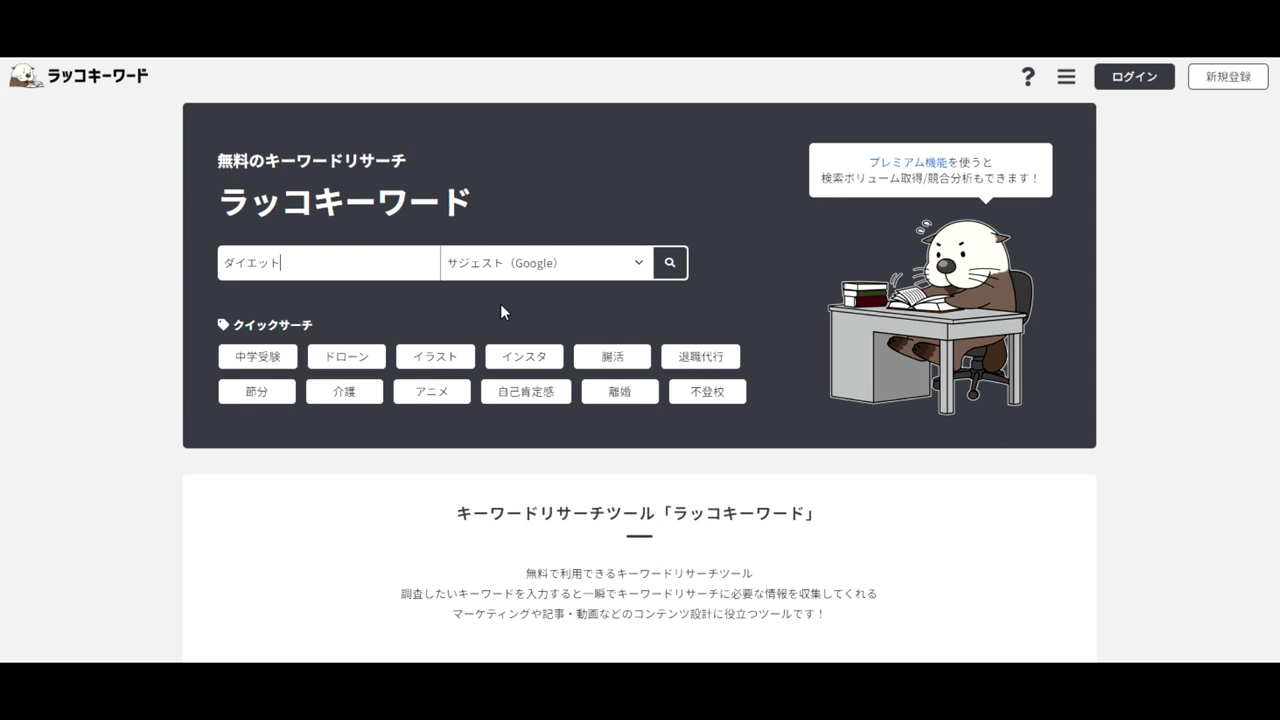 ラッコキーワード
?
ログイン
新規登録
無料のキーワードリサーチ
ラッコキーワード
プレミアム機能を使うと
検索ボリューム取得/競合分析もできます！
ダイエット
サジェスト（Google）
クイックサーチ
中学受験 ドローン イラスト インスタ 腸活 退職代行
節分 介護 アニメ 自己肯定感 離婚 不登校
キーワードリサーチツール「ラッコキーワード」
無料で利用できるキーワードリサーチツール
調査したいキーワードを入力すると一瞬でキーワードリサーチに必要な情報を収集してくれる
マーケティングや記事・動画などのコンテンツ設計に役立つツールです！